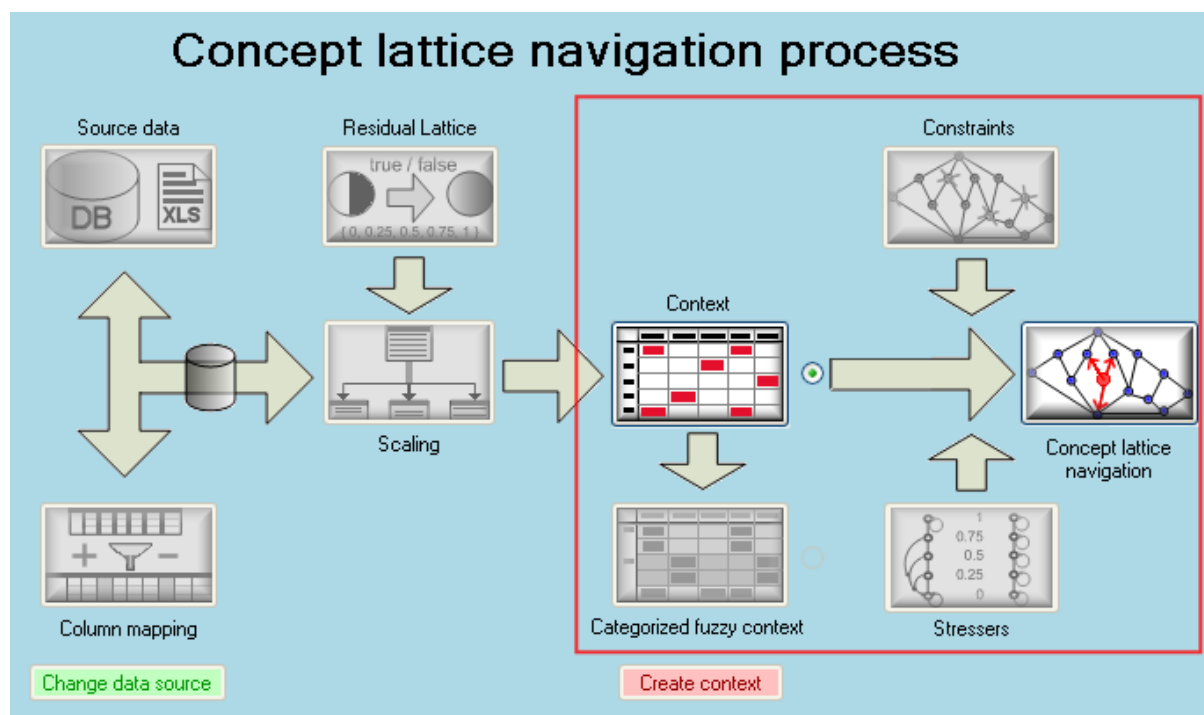 Concept lattice navigation process
Source data
Residual Lattice
Constraints
DB
XLS
true / false
{ 0, 0.25, 0.5, 0.75, 1 }
Context
Scaling
Concept lattice
navigation
Column mapping
Categorized fuzzy context
1
0.75
0.5
0.25
0
Stressers
Change data source
Create context